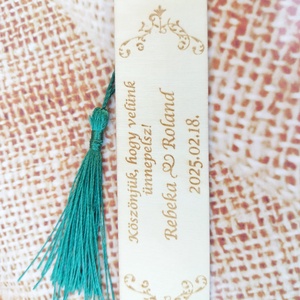 Köszönjük, hogy velünk
ünnepelsz!
Rebeka & Roland
2025.02.18.